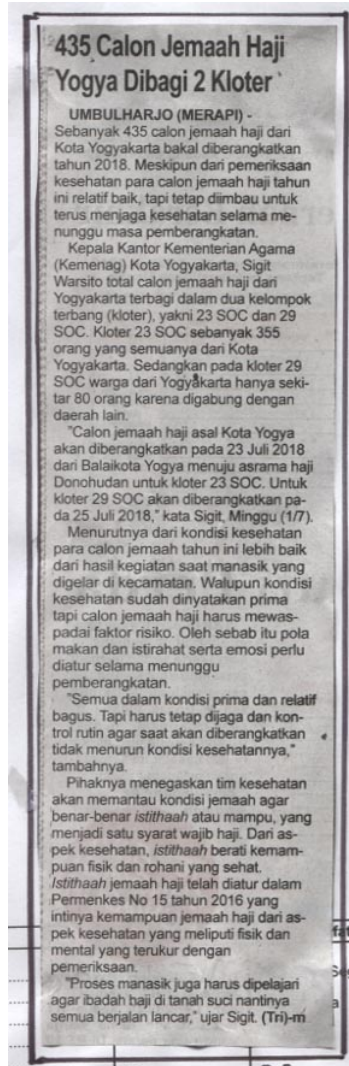 435 Calon Jemaah Haji
Yogya Dibagi 2 Kloter
UMBULHARJO (MERAPI) -
Sebanyak 435 calon jemaah haji dari
Kota Yogyakarta bakal diberangkatkan
tahun 2018. Meskipun dari pemeriksaan
kesehatan para calon jemaah haji tahun
ini relatif baik, tapi tetap diimbau untuk
terus menjaga kesehatan selama me-
nunggu masa pemberangkatan.
Kepala Kantor Kementerian Agama
(Kemenag) Kota Yogyakarta, Sigit
Warsito total calon jemaah haji dari
Yogyakarta terbagi dalam dua kelompok
terbang (kloter), yakni 23 SOC dan 29
SOC. Kloter 23 SOC sebanyak 355
orang yang semuanya dari Kota
Yogyakarta. Sedangkan pada kloter 29
SOC warga dari Yogyakarta hanya seki-
tar 80 orang karena digabung dengan
daerah lain.
"Calon jemaah haji asal Kota Yogya
akan diberangkatkan pada 23 Juli 2018
dari Balaikota Yogya menuju asrama haji
Donohudan untuk kloter 23 SOC. Untuk
kloter 29 SOC akan diberangkatkan pa-
da 25 Juli 2018," kata Sigit, Minggu (1/7).
Menurutnya dari kondisi kesehatan
para calon jemaah tahun ini lebih baik
dari hasil kegiatan saat manasik yang
digelar di kecamatan. Walupun kondisi
kesehatan sudah dinyatakan prima
tapi calon jemaah haji harus mewas-
padai faktor risiko. Oleh sebab itu pola
makan dan istirahat serta emosi perlu
diatur selama menunggu
pemberangkatan.
"Semua dalam kondisi prima dan relatif
bagus. Tapi harus tetap dijaga dan kon-
trol rutin agar saat akan diberangkatkan
tidak menurun kondisi kesehatannya,"
tambahnya.
Pihaknya menegaskan tim kesehatan
akan memantau kondisi jemaah agar
benar-benar istithaah atau mampu, yang
menjadi satu syarat wajib haji. Dari as-
pek kesehatan, istithaah berati kemam-
puan fisik dan rohani yang sehat.
Istithaah jemaah haji telah diatur dalam
Permenkes No 15 tahun 2016 yang
intinya kemampuan jemaah haji dari as-
pek kesehatan yang meliputi fisik dan
mental yang terukur dengan
pemeriksaan.
"Proses manasik juga harus dipelajari
agar ibadah haji di tanah suci nantinya
semua berjalan lancar," ujar Sigit. (Tri)-m